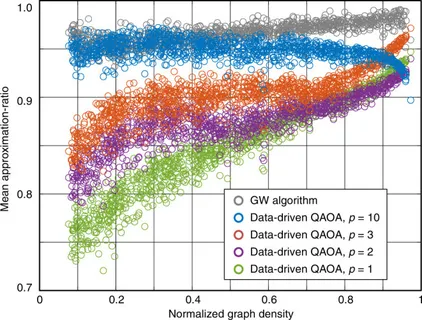 1.0
0.9
0.8
0.7
Mean approximation-ratio
GW algorithm
Data-driven QAOA, p = 10
Data-driven QAOA, p = 3
Data-driven QAOA, p = 2
Data-driven QAOA, p = 1
0 0.2 0.4 0.6 0.8 1
Normalized graph density